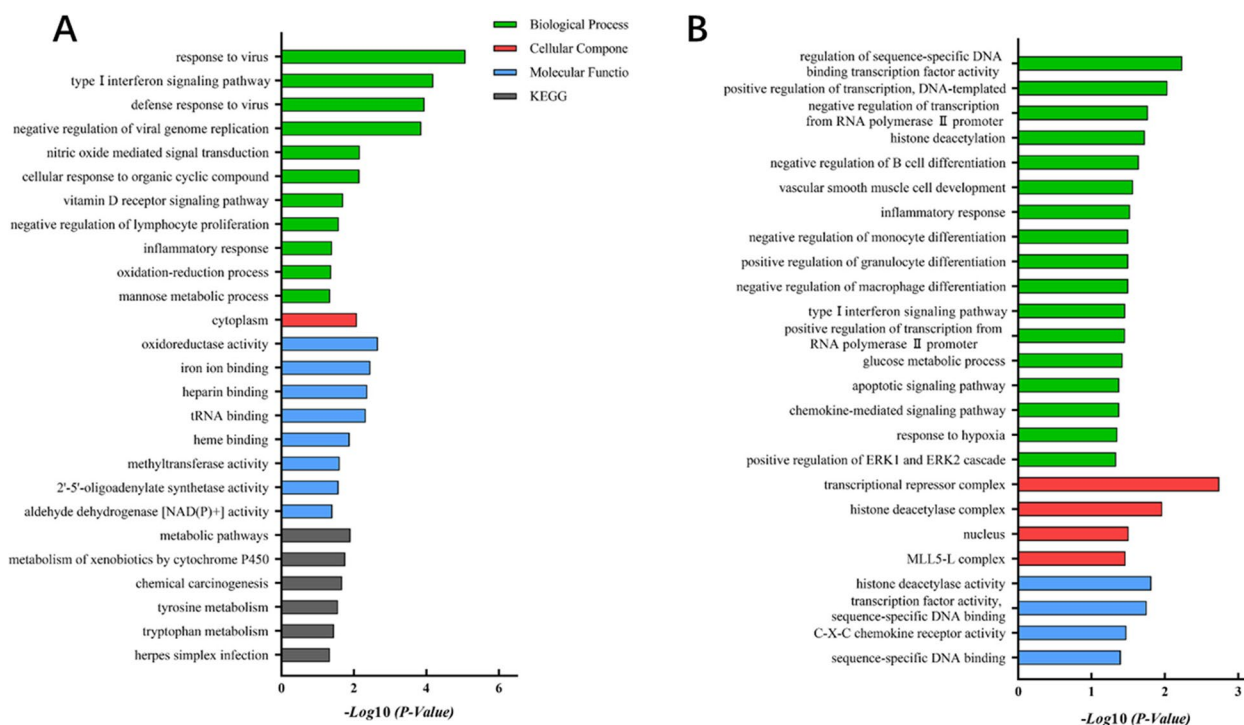 A
Biological Process
Cellular Compone
Molecular Functio
KEGG
response to virus
type I interferon signaling pathway
defense response to virus
negative regulation of viral genome replication
nitric oxide mediated signal transduction
cellular response to organic cyclic compound
vitamin D receptor signaling pathway
negative regulation of lymphocyte proliferation
inflammatory response
oxidation-reduction process
mannose metabolic process
cytoplasm
oxidoreductase activity
iron ion binding
heparin binding
tRNA binding
heme binding
methyltransferase activity
2'-5'-oligoadenylate synthetase activity
aldehyde dehydrogenase [NAD(P)+] activity
metabolic pathways
metabolism of xenobiotics by cytochrome P450
chemical carcinogenesis
tyrosine metabolism
tryptophan metabolism
herpes simplex infection
0 2 4 6
-Log10 (P-Value)
B
regulation of sequence-specific DNA
binding transcription factor activity
positive regulation of transcription, DNA-templated
negative regulation of transcription
from RNA polymerase Ⅱ promoter
histone deacetylation
negative regulation of B cell differentiation
vascular smooth muscle cell development
inflammatory response
negative regulation of monocyte differentiation
positive regulation of granulocyte differentiation
negative regulation of macrophage differentiation
type I interferon signaling pathway
positive regulation of transcription from
RNA polymerase Ⅱ promoter
glucose metabolic process
apoptotic signaling pathway
chemokine-mediated signaling pathway
response to hypoxia
positive regulation of ERK1 and ERK2 cascade
transcriptional repressor complex
histone deacetylase complex
nucleus
MLL5-L complex
histone deacetylase activity
transcription factor activity,
sequence-specific DNA binding
C-X-C chemokine receptor activity
sequence-specific DNA binding
0 1 2 3
-Log10 (P-Value)